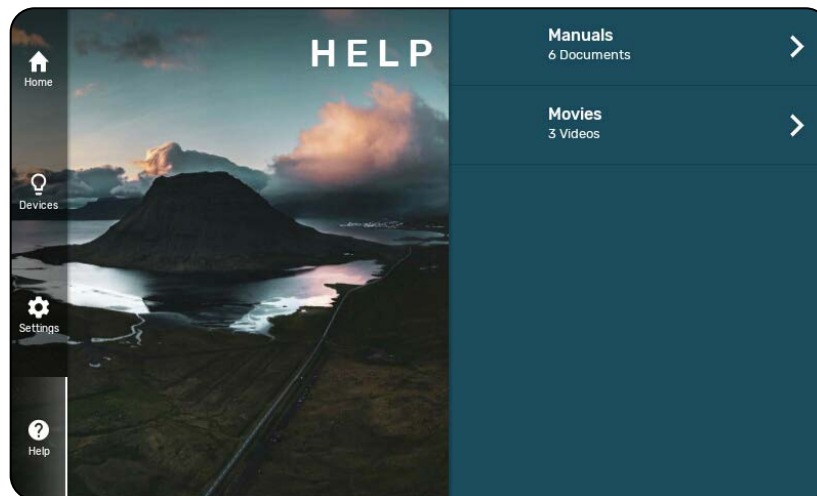 Home
Devices
Settings
Help
HELP
Manuals
6 Documents
Movies
3 Videos